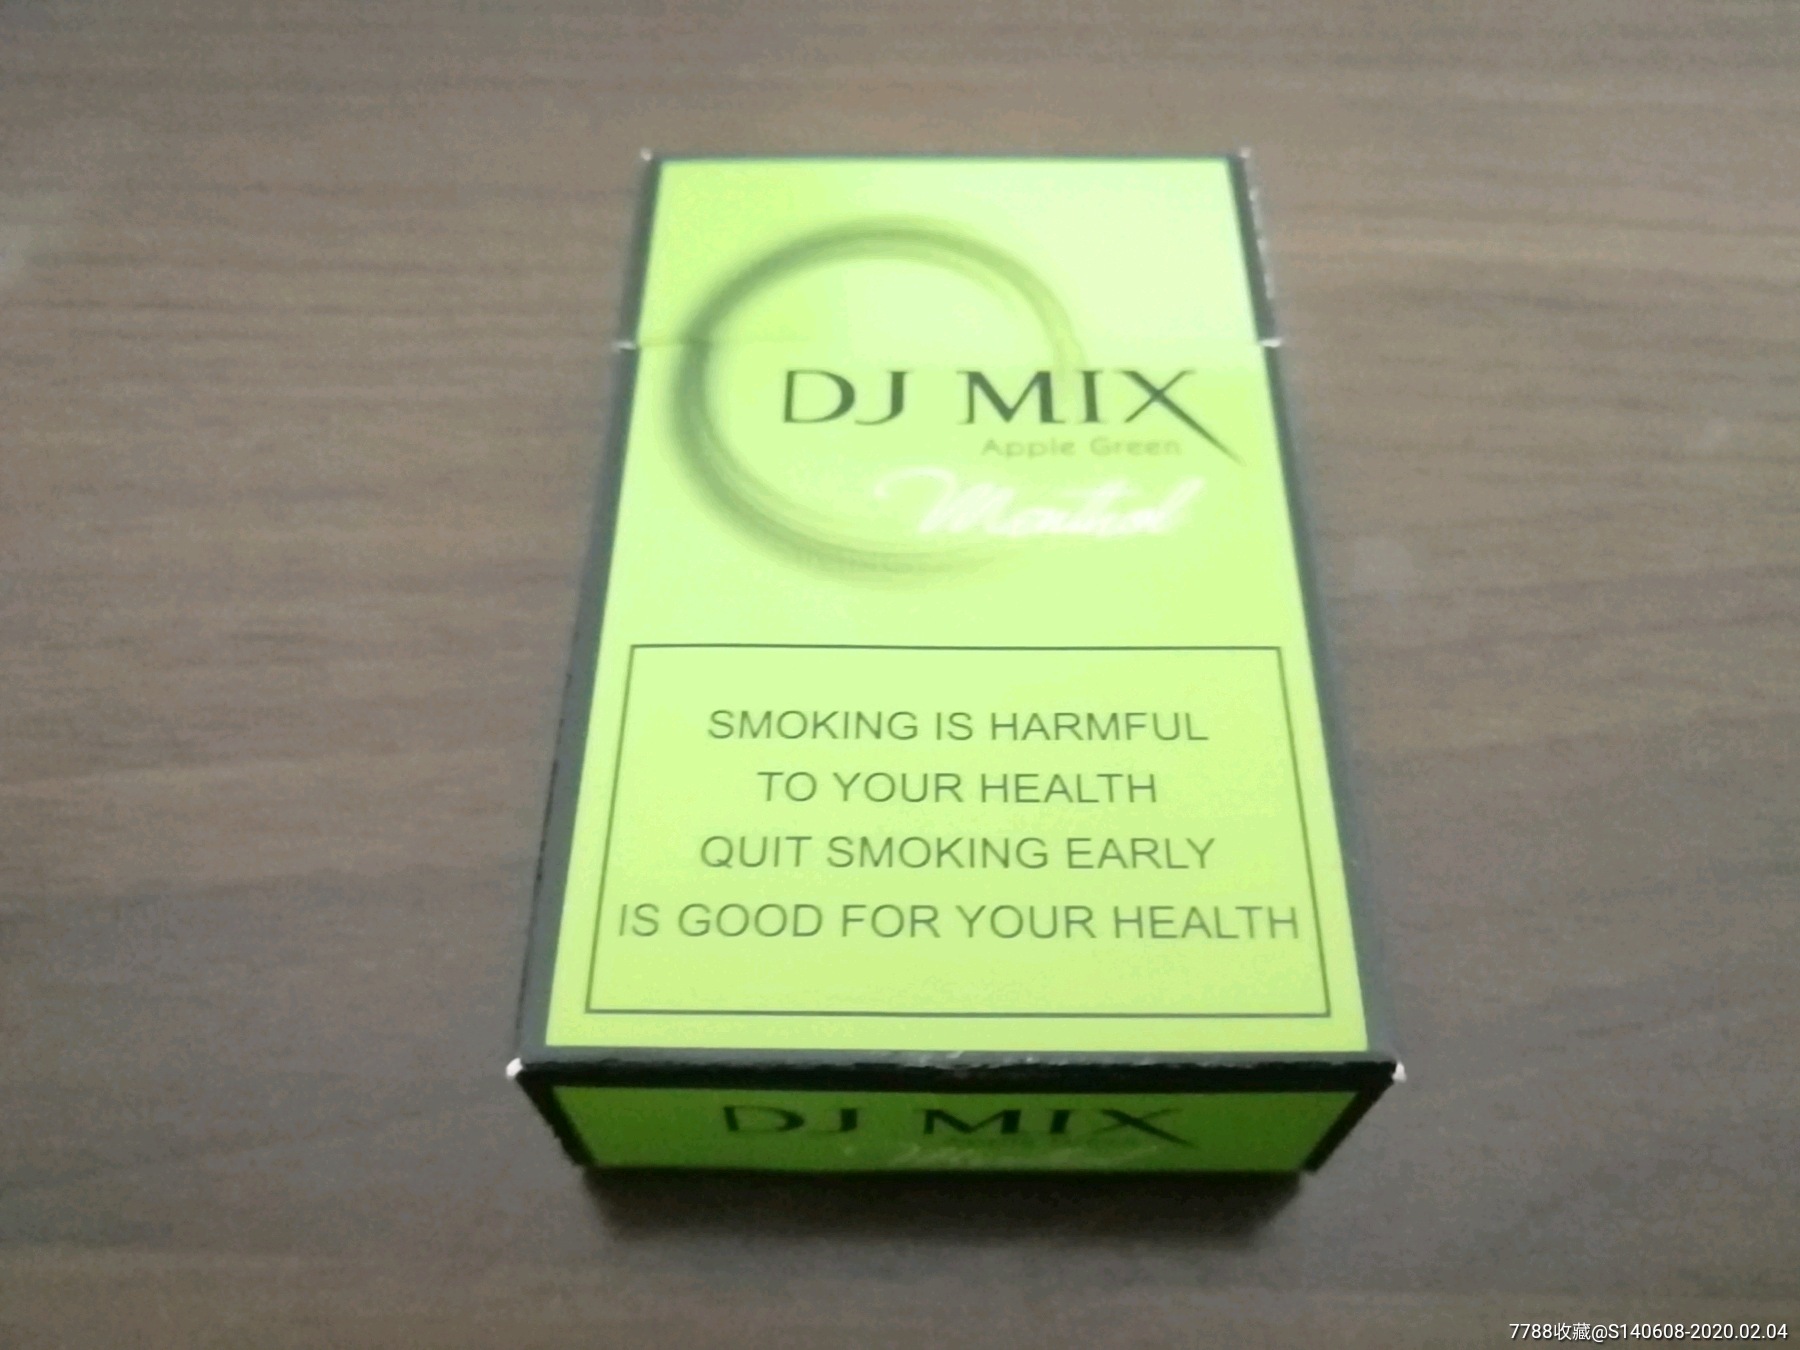 DJ MIX
Apple Green
Menthol
SMOKING IS HARMFUL
TO YOUR HEALTH
QUIT SMOKING EARLY
IS GOOD FOR YOUR HEALTH
DJ MIX
Menthol
7788收藏@S140608-2020.02.04